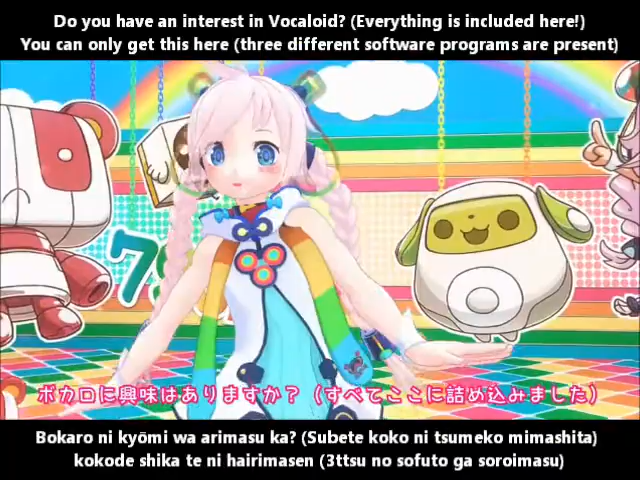 Do you have an interest in Vocaloid? (Everything is included here!)
You can only get this here (three different software programs are present)
ボカロに興味はありますか？（すべてここに詰め込みました）
Bokaro ni kyōmi wa arimasu ka? (Subete koko ni tsumeko mimashita)
kokode shika te ni hairimasen (3ttsu no sofuto ga soroimasu)